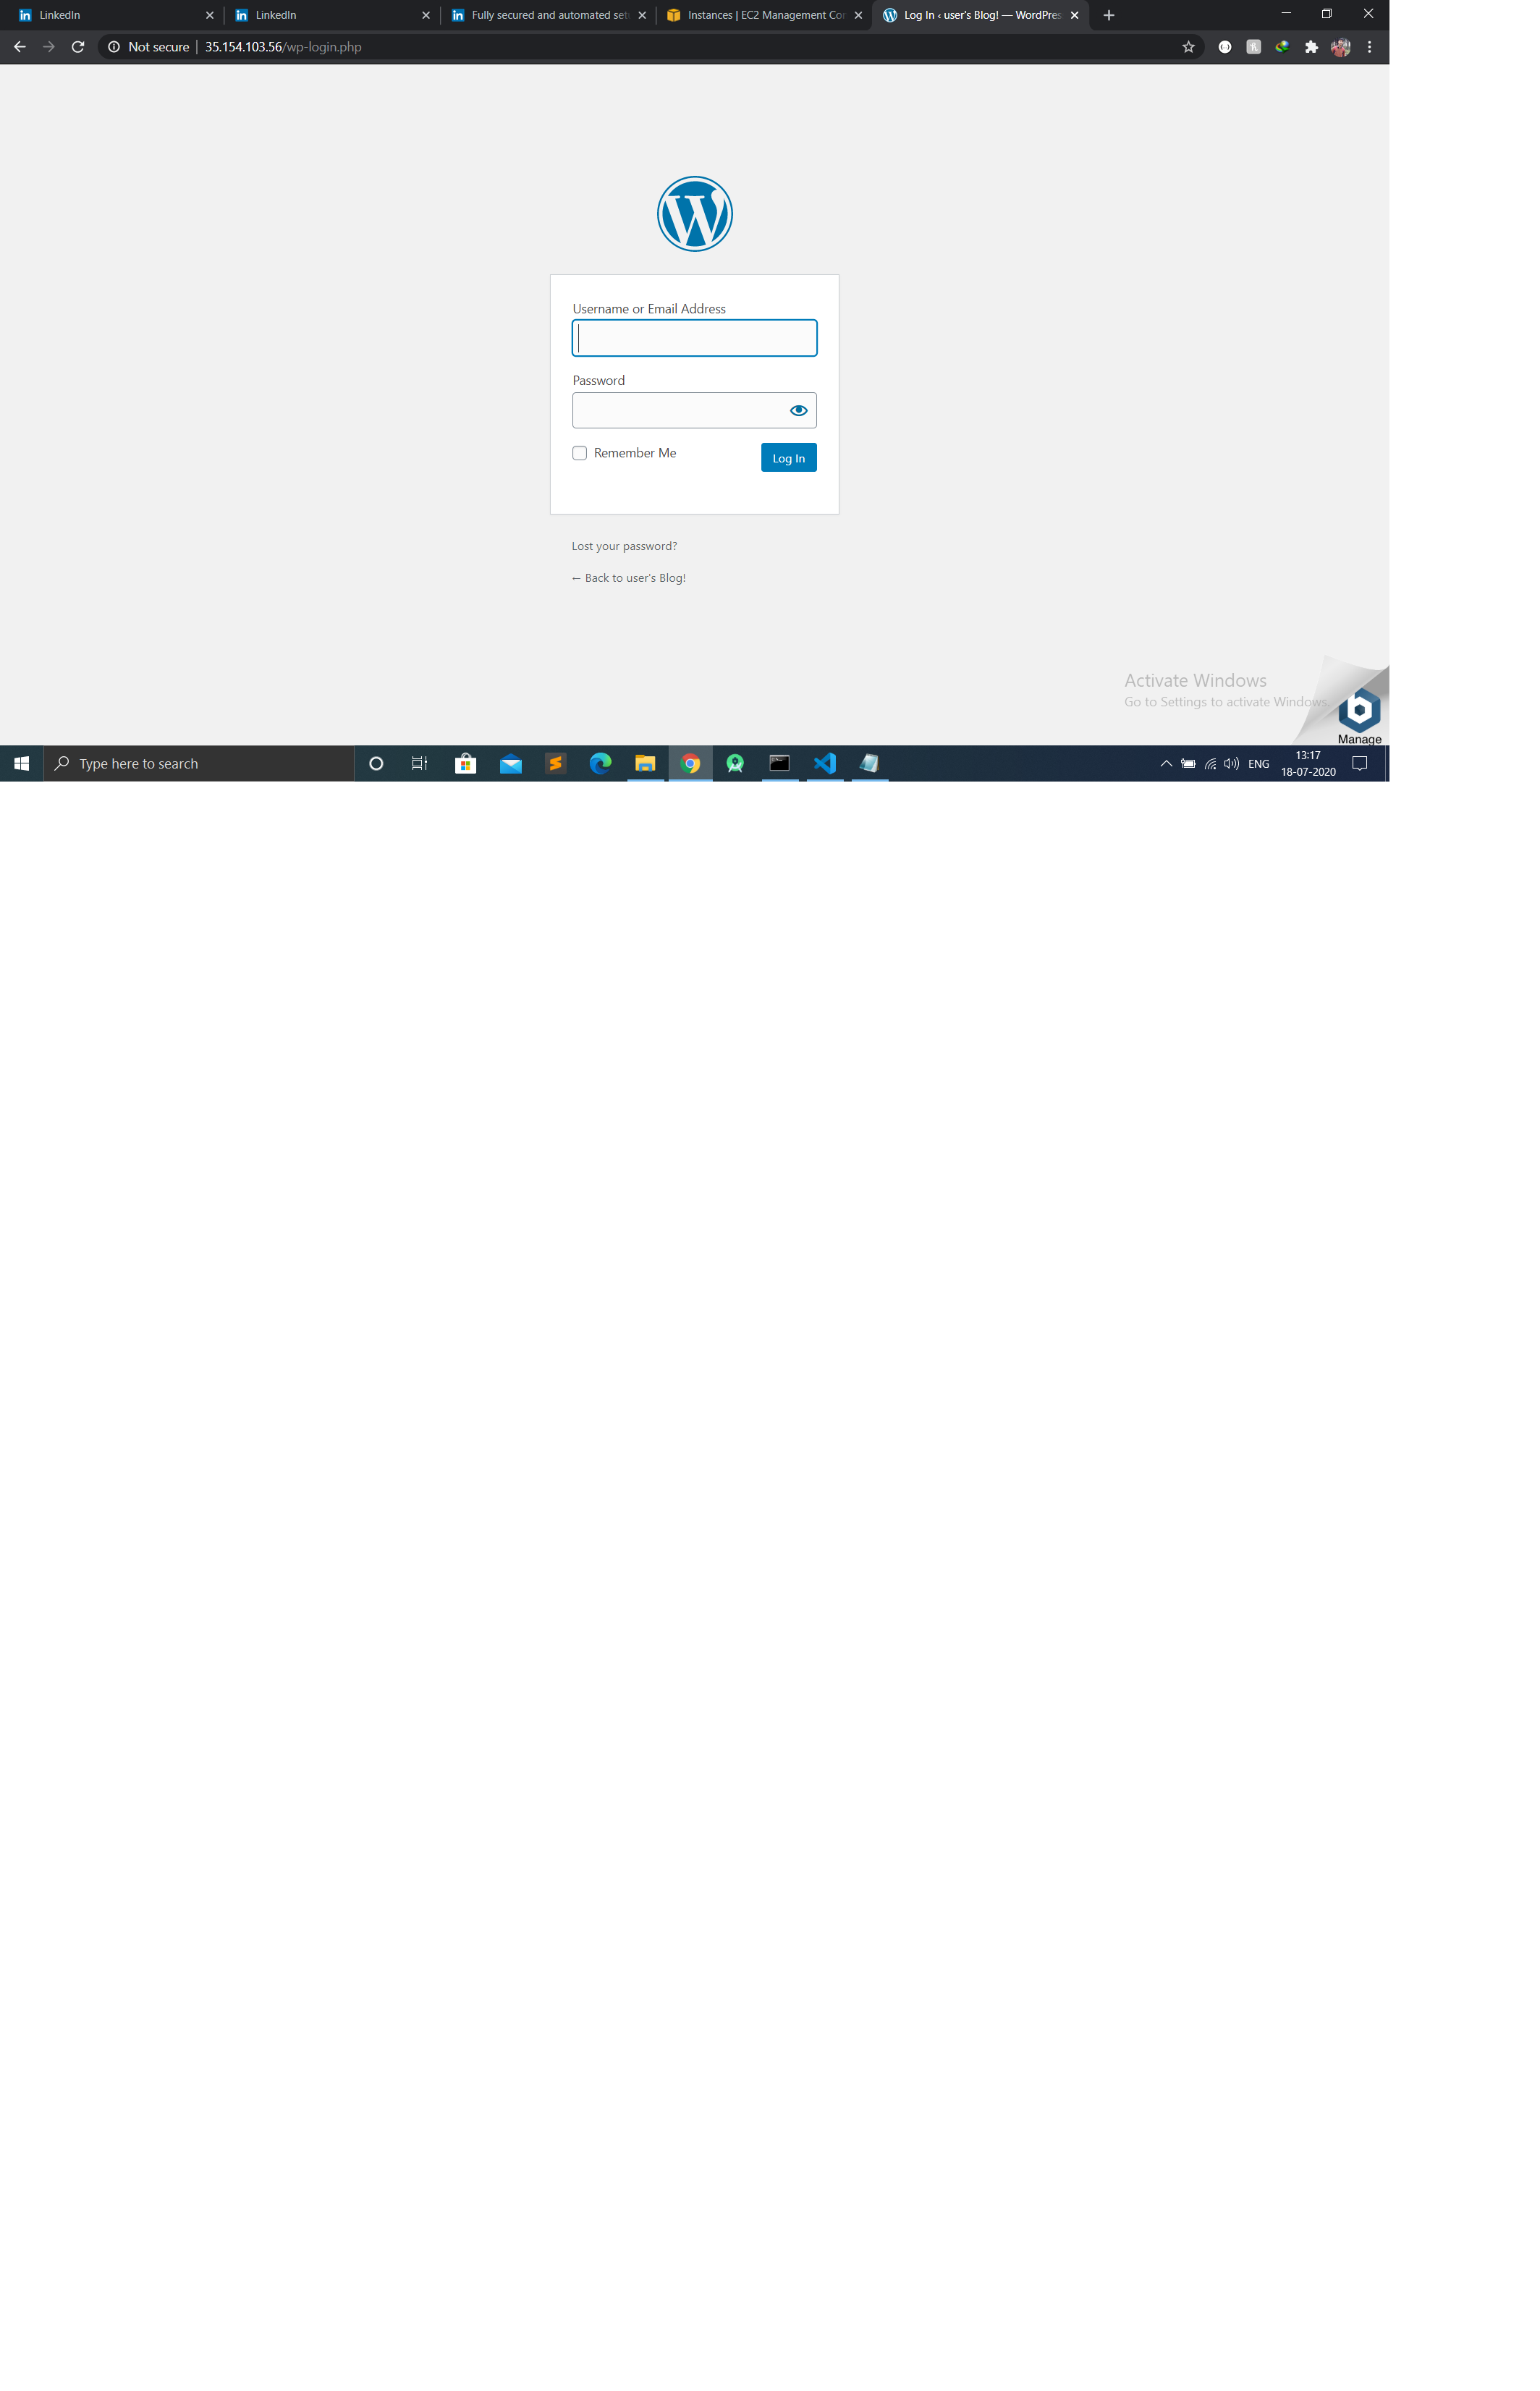 LinkedIn
LinkedIn
Fully secured and automated set
Instances | EC2 Management Con
Log In ‹ user's Blog! — WordPres
Not secure | 35.154.103.56/wp-login.php
Username or Email Address
Password
Remember Me
Log In
Lost your password?
← Back to user's Blog!
Activate Windows
Go to Settings to activate Windows.
Manage
Type here to search
ENG
13:17
18-07-2020